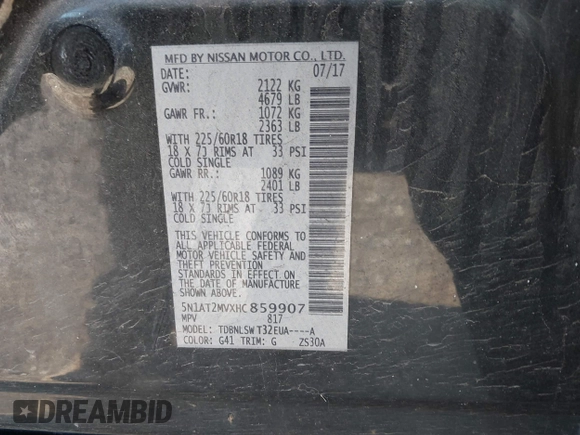 MFD BY NISSAN MOTOR CO., LTD.
DATE: 07/17
GVWR: 2122 KG
4679 LB
GAWR FR.: 1072 KG
2363 LB
WITH 225/60R18 TIRES
18 X 7J RIMS AT 33 PSI
COLD SINGLE
GAWR RR.: 1089 KG
2401 LB
WITH 225/60R18 TIRES
18 X 7J RIMS AT 33 PSI
COLD SINGLE
THIS VEHICLE CONFORMS TO
ALL APPLICABLE FEDERAL
MOTOR VEHICLE SAFETY AND
THEFT PREVENTION
STANDARDS IN EFFECT ON
THE DATE OF MANUFACTURE
SHOWN ABOVE.
5N1AT2MVXHC859907
MPV 817
MODEL: TDBNLSW T32EUA----A
COLOR: G41 TRIM: G ZS30A
DREAMBID